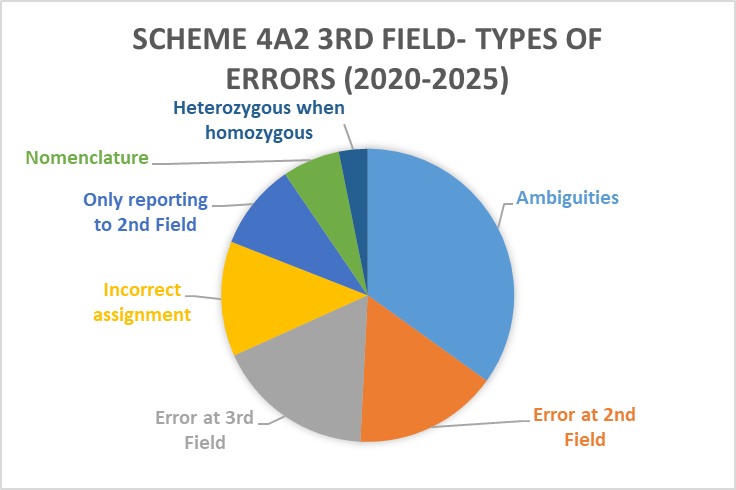 SCHEME 4A2 3RD FIELD- TYPES OF
ERRORS (2020-2025)
Heterozygous when
homozygous
Nomenclature
Ambiguities
Only reporting
to 2nd Field
Incorrect
assignment
Error at 3rd
Field
Error at 2nd
Field